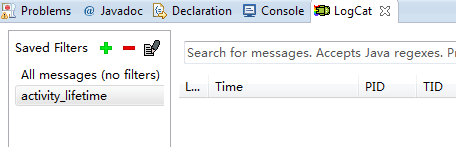 Problems @ Javadoc Declaration Console LogCat
Saved Filters
Search for messages. Accepts Java regexes.
All messages (no filters)
L... Time PID TID
activity_lifetime